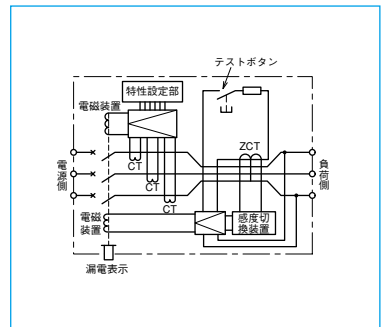 テストボタン
特性設定部
電磁装置
ZCT
電源側
CT
CT
CT
負荷側
電磁
装置
感度切
換装置
漏電表示